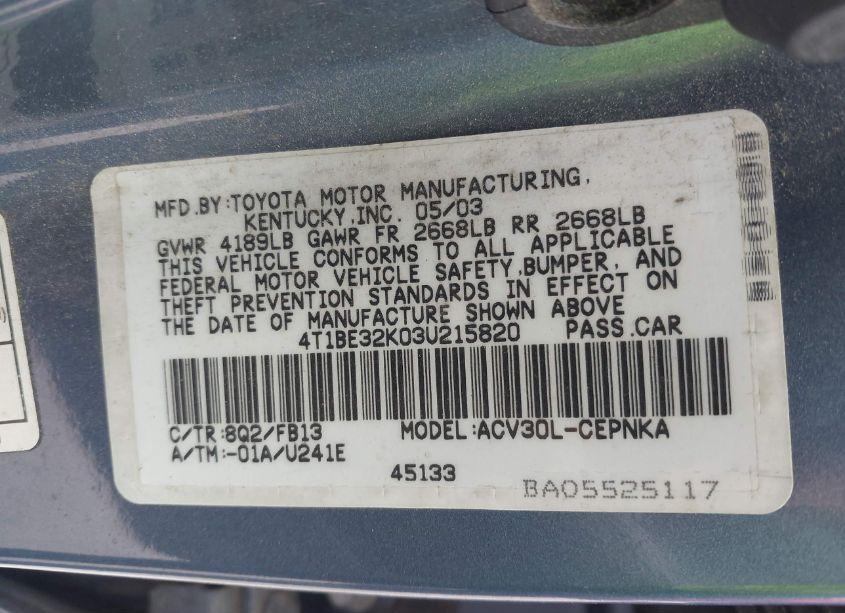 MFD.BY:TOYOTA MOTOR MANUFACTURING,
KENTUCKY,INC. 05/03
GVWR 4189LB GAWR FR 2668LB RR 2668LB
THIS VEHICLE CONFORMS TO ALL APPLICABLE
FEDERAL MOTOR VEHICLE SAFETY,BUMPER, AND
THEFT PREVENTION STANDARDS IN EFFECT ON
THE DATE OF MANUFACTURE SHOWN ABOVE
4T1BE32K03U215820 PASS.CAR
C/TR:8Q2/FB13 MODEL:ACV30L-CEPNKA
A/TM:-01A/U241E
45133
BA05525117